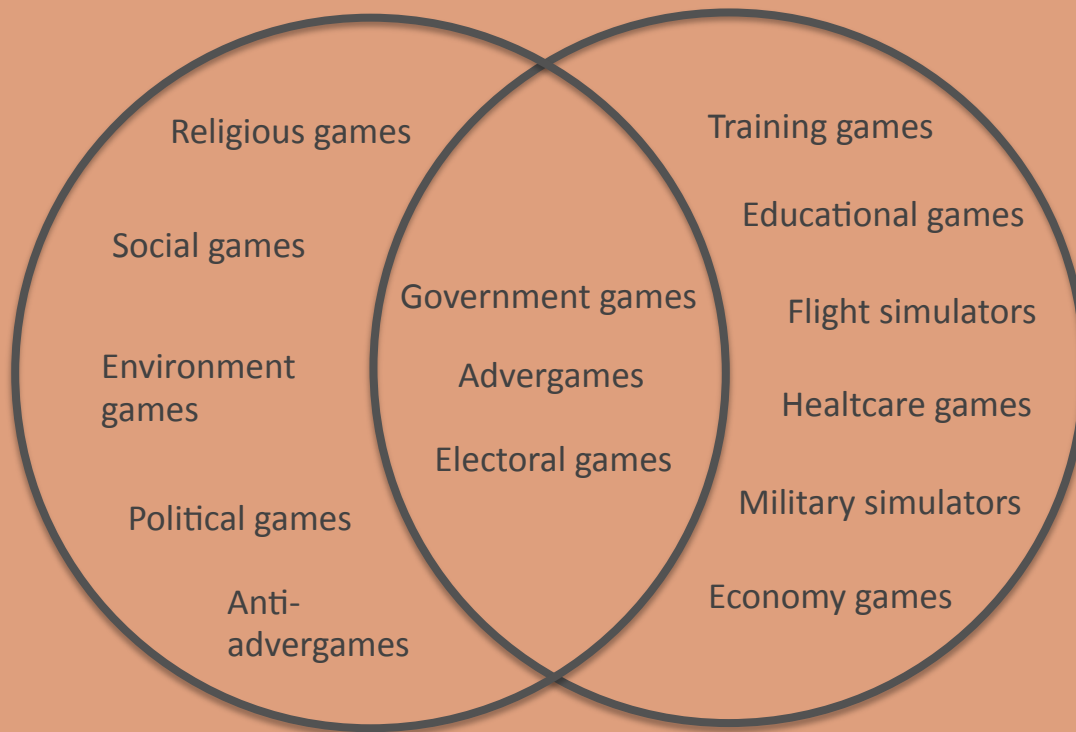 Religious games
Social games
Environment
games
Political games
Anti-
advergames
Government games
Advergames
Electoral games
Training games
Educational games
Flight simulators
Healtcare games
Military simulators
Economy games